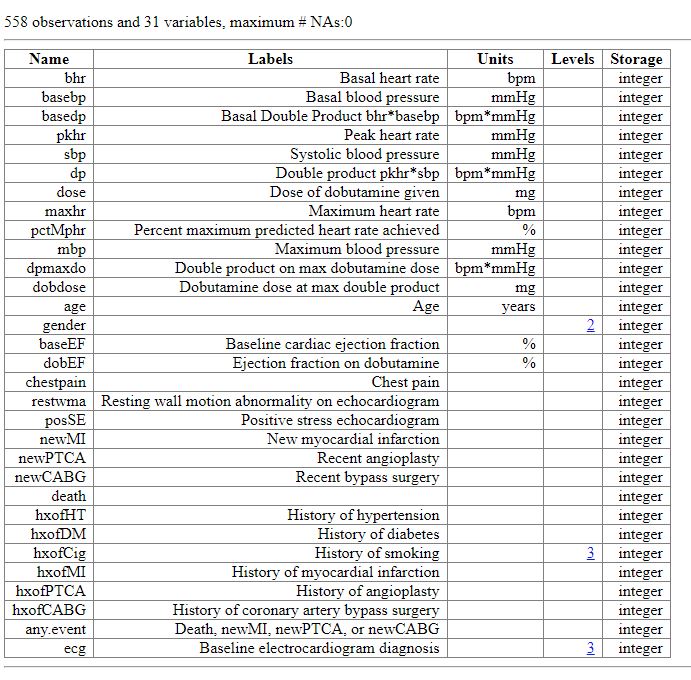 558 observations and 31 variables, maximum # NAs:0
Name Labels Units Levels Storage
bhr Basal heart rate bpm integer
basebp Basal blood pressure mmHg integer
basedp Basal Double Product bhr*basebp bpm*mmHg integer
pkhr Peak heart rate mmHg integer
sbp Systolic blood pressure mmHg integer
dp Double product pkhr*sbp bpm*mmHg integer
dose Dose of dobutamine given mg integer
maxhr Maximum heart rate bpm integer
pctMphr Percent maximum predicted heart rate achieved % integer
mbp Maximum blood pressure mmHg integer
dpmaxdo Double product on max dobutamine dose bpm*mmHg integer
dobdose Dobutamine dose at max double product mg integer
age Age years integer
gender 2 integer
baseEF Baseline cardiac ejection fraction % integer
dobEF Ejection fraction on dobutamine % integer
chestpain Chest pain integer
restwma Resting wall motion abnormality on echocardiogram integer
posSE Positive stress echocardiogram integer
newMI New myocardial infarction integer
newPTCA Recent angioplasty integer
newCABG Recent bypass surgery integer
death integer
hxofHT History of hypertension integer
hxofDM History of diabetes integer
hxofCig History of smoking 3 integer
hxofMI History of myocardial infarction integer
hxofPTCA History of angioplasty integer
hxofCABG History of coronary artery bypass surgery integer
any.event Death, newMI, newPTCA, or newCABG integer
ecg Baseline electrocardiogram diagnosis 3 integer